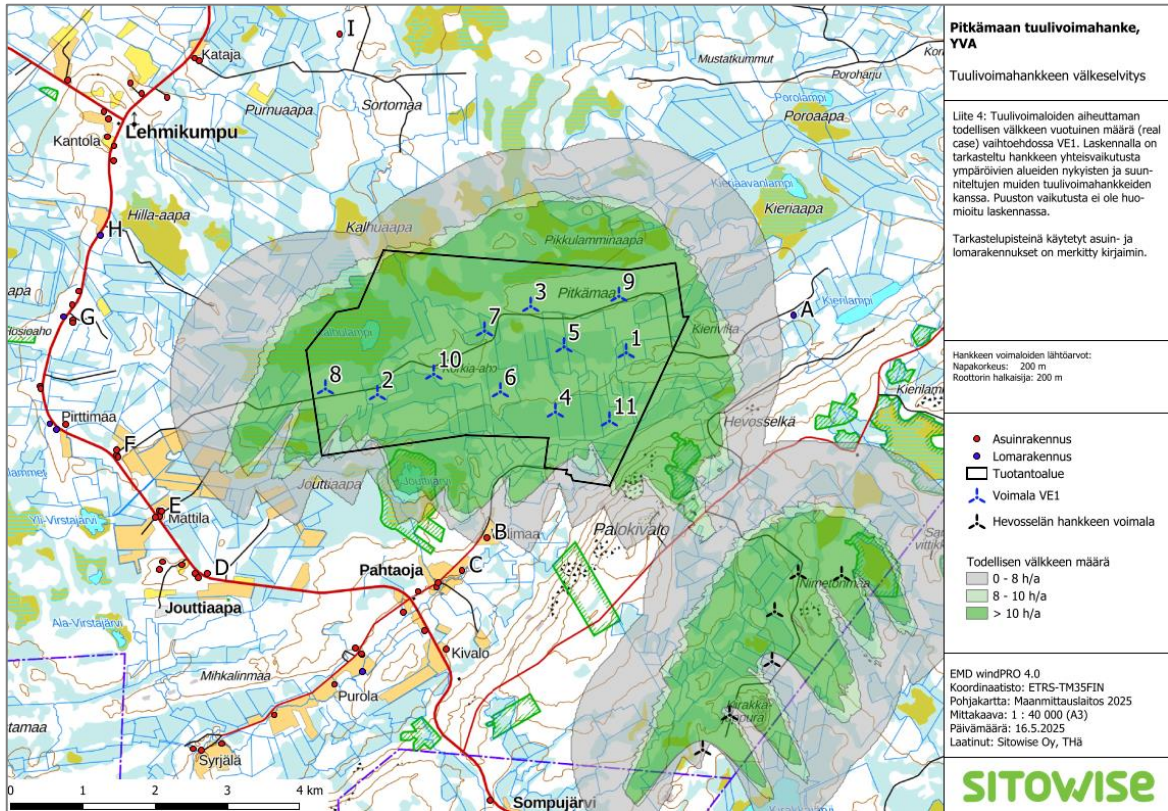 I
Kataja
Mustatkummut
Poroharju
Purnuaapa
Sortomaa
Porolampi
Poroaapa
Lehmikumpu
Kantola
Kieriaavanlampi
Hilla-aapa
Kieriaapa
H
Kalhuaapa
Pikkulamminaapa
apa
9
3
Pitkämaa
Kierilampi
A
G
7
Kierivitta
5
1
10
8
2
6
4
11
Pirttimaa
Hevosselkä
F
Jouttiaapa
Jouttijärvi
E
Mattila
Yli-Virstajärvi
B
Palokivalo
C
D
Pahtaoja
Jouttiaapa
Ala-Virstajärvi
Kivalo
Mihkalinmaa
Purola
tamaa
Syrjälä
Sompujärvi
0 1 2 3 4 km
Pitkämaan tuulivoimahanke,
YVA
Tuulivoimahankkeen välkeselvitys
Liite 4: Tuulivoimaloiden aiheuttaman
todellisen välkkeen vuotuinen määrä (real
case) vaihtoehdossa VE1. Laskennalla on
tarkasteltu hankkeen yhteisvaikutusta
ympäröivien alueiden nykyisten ja suun-
niteltujen muiden tuulivoimahankkeiden
kanssa. Puuston vaikutusta ei ole huo-
mioitu laskennassa.
Tarkastelupisteinä käytetyt asuin- ja
lomarakennukset on merkitty kirjaimin.
Hankkeen voimaloiden lähtöarvot:
Napakorkeus: 200 m
Roottorin halkaisija: 200 m
Asuinrakennus
Lomarakennus
Tuotantoalue
Voimala VE1
Hevosselän hankkeen voimala
Todellisen välkkeen määrä
0 - 8 h/a
8 - 10 h/a
> 10 h/a
EMD windPRO 4.0
Koordinaatisto: ETRS-TM35FIN
Pohjakartta: Maanmittauslaitos 2025
Mittakaava: 1 : 40 000 (A3)
Päivämäärä: 16.5.2025
Laatinut: Sitowise Oy, THä
SITOWISE